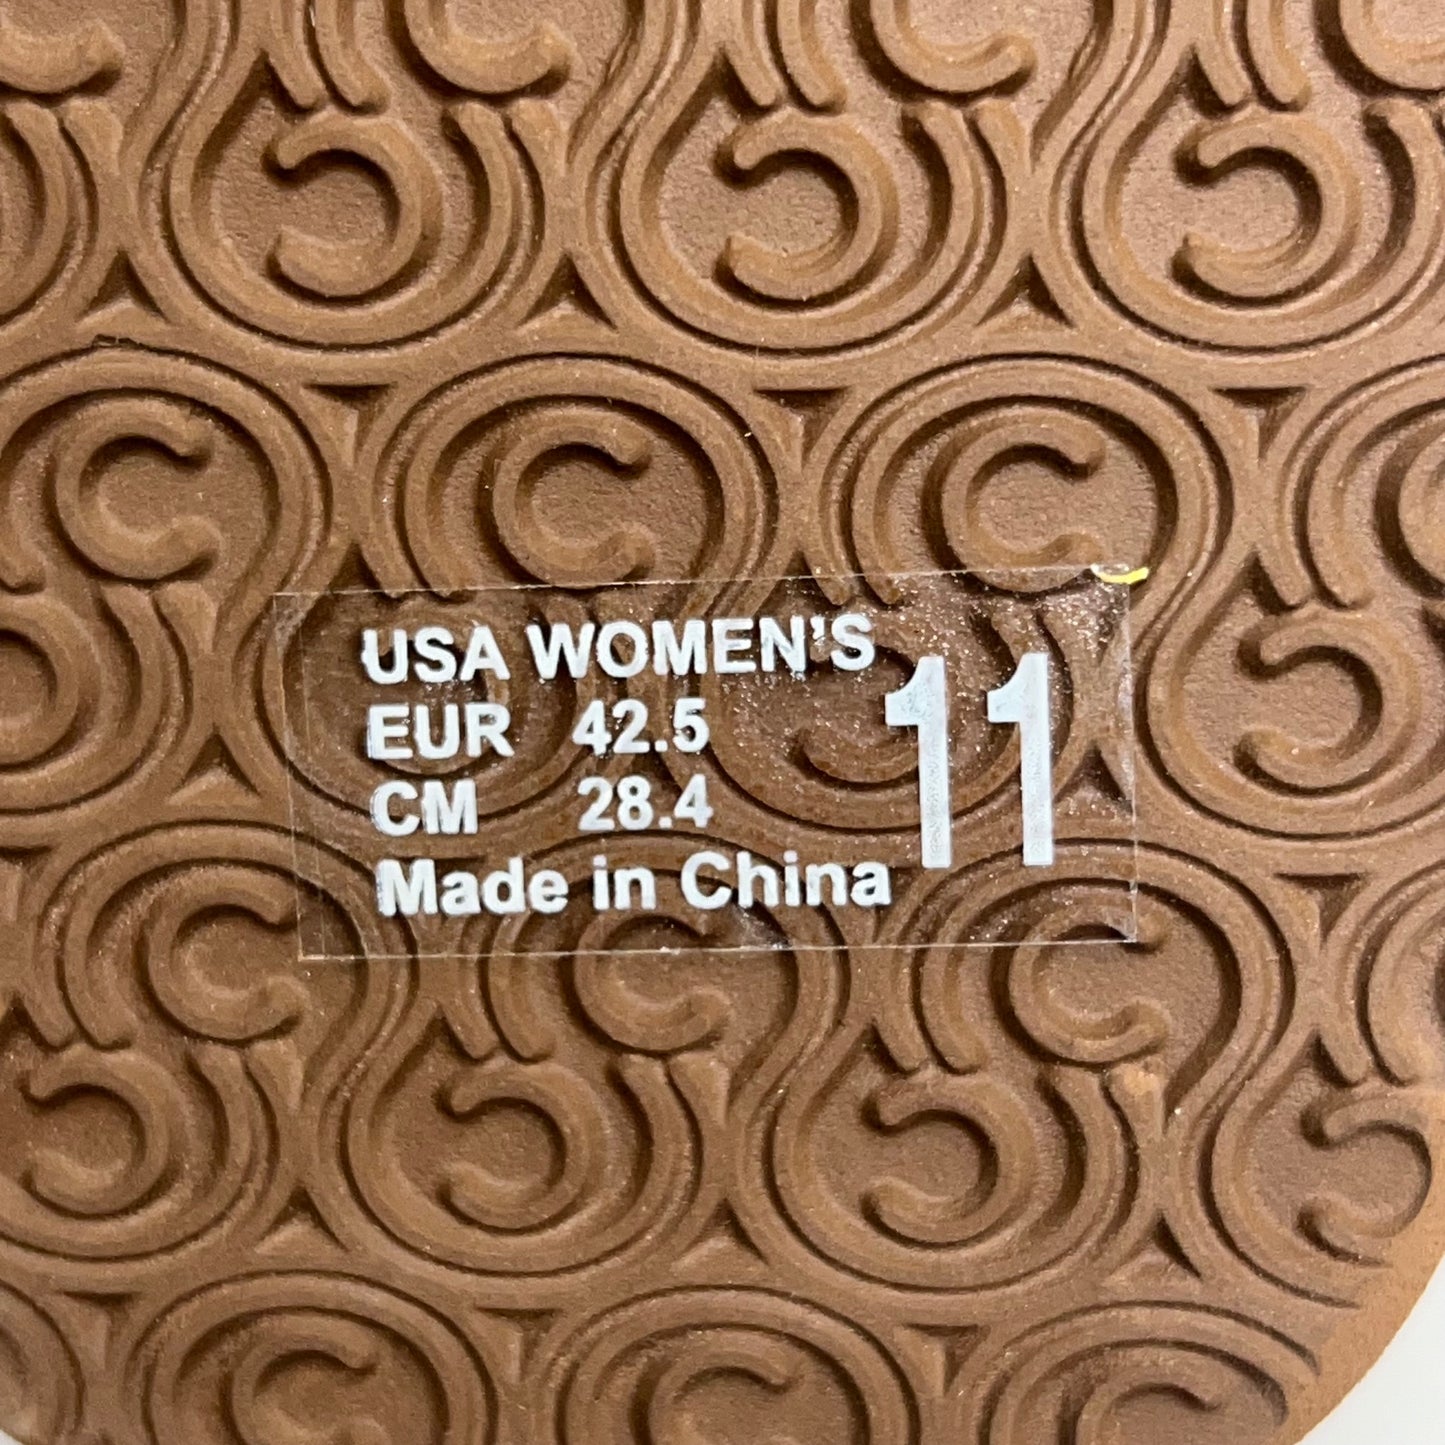 USA WOMEN'S 11
EUR 42.5
CM 28.4
Made in China